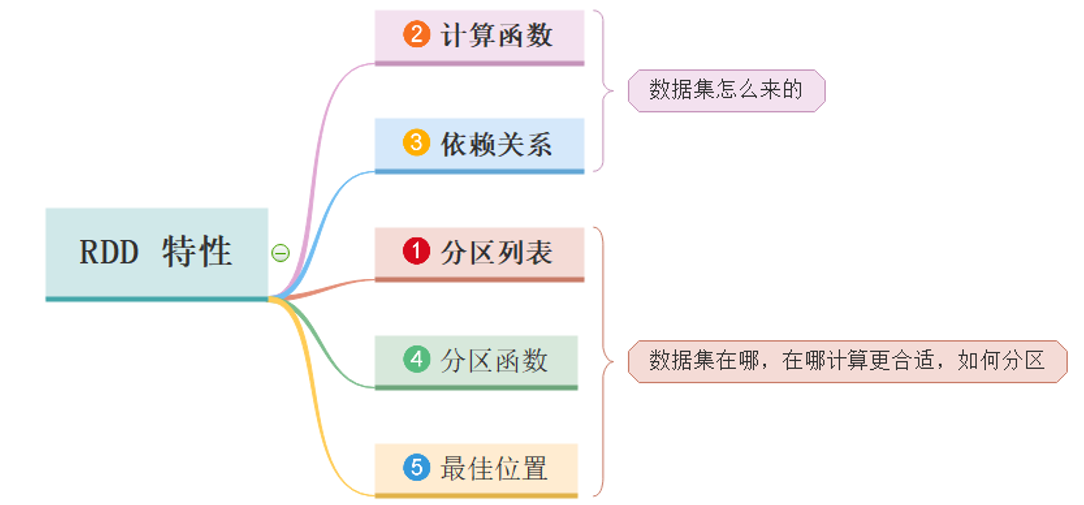 RDD 特性
2 计算函数
3 依赖关系
数据集怎么来的
1 分区列表
4 分区函数
5 最佳位置
数据集在哪，在哪计算更合适，如何分区